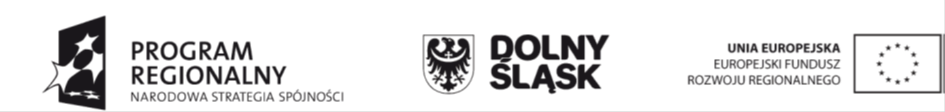 PROGRAM
REGIONALNY
NARODOWA STRATEGIA SPÓJNOŚCI
DOLNY
ŚLĄSK
UNIA EUROPEJSKA
EUROPEJSKI FUNDUSZ
ROZWOJU REGIONALNEGO